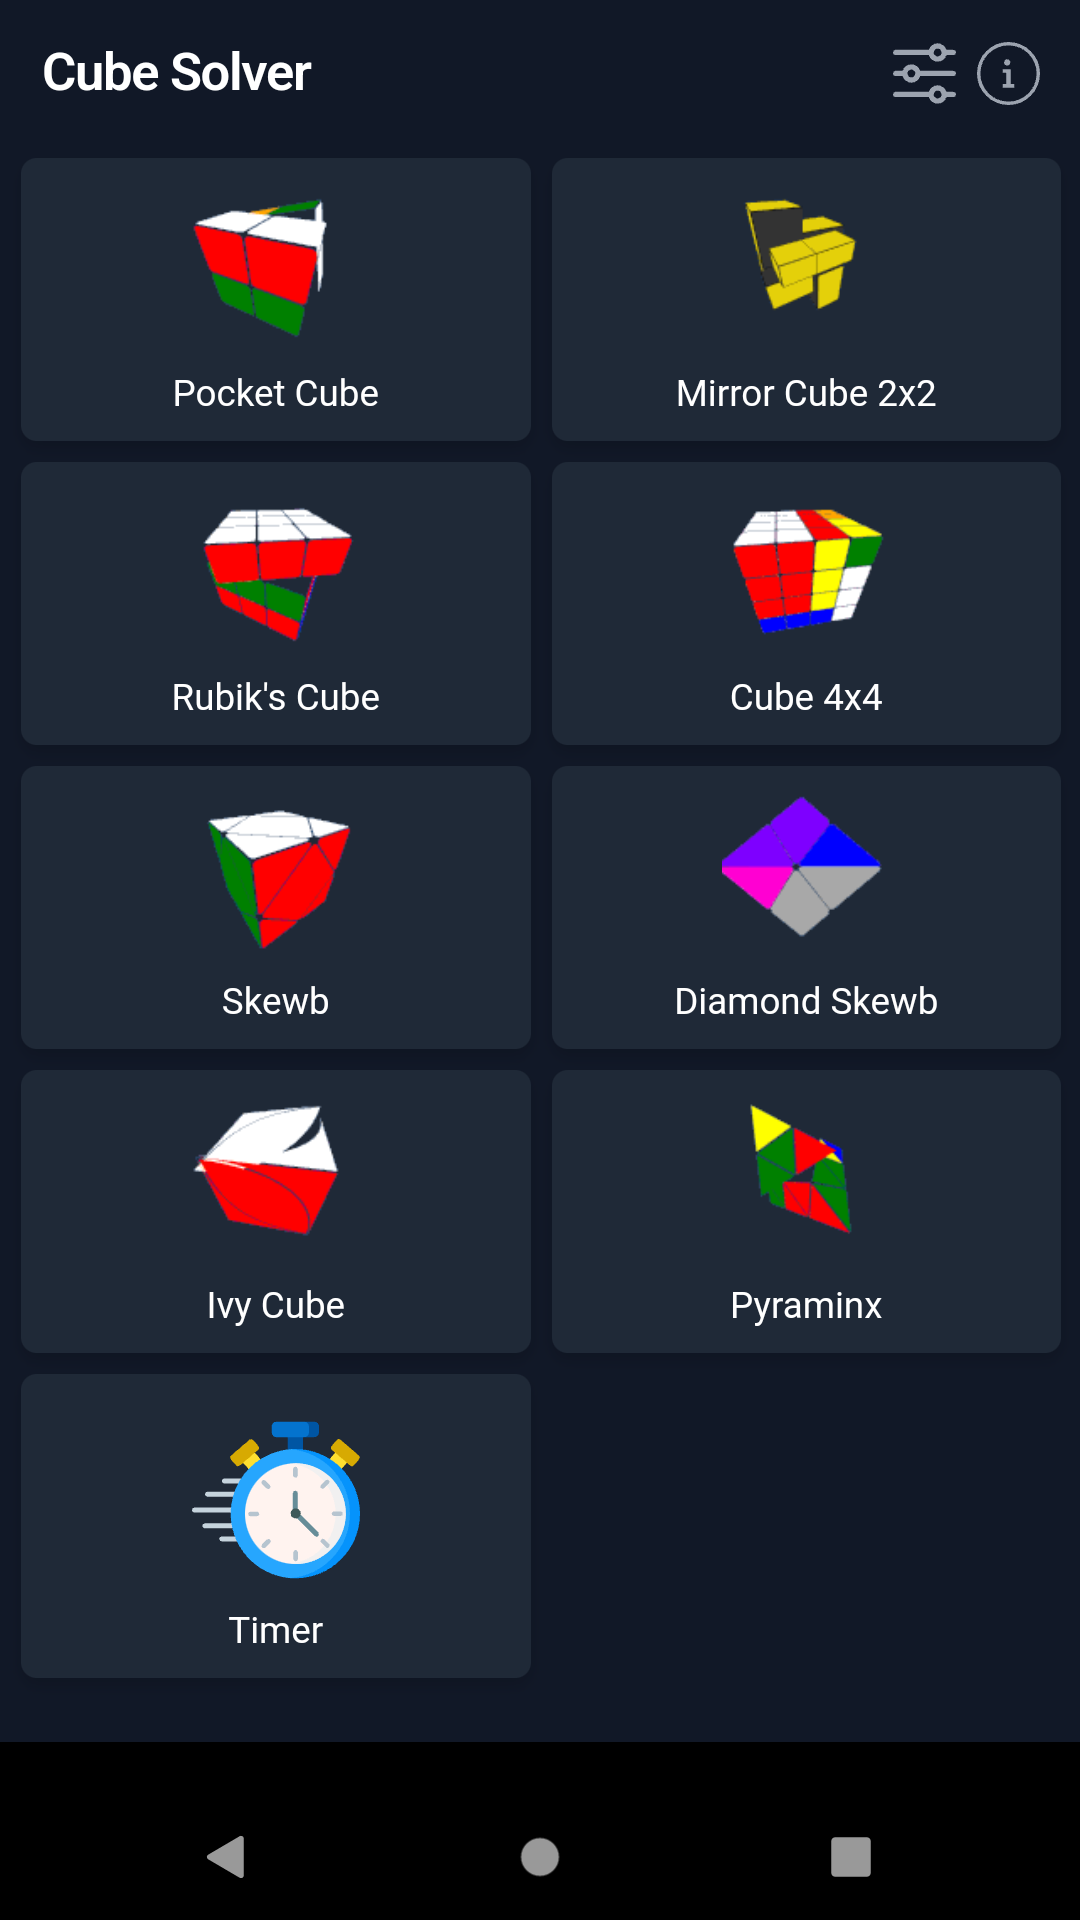 Cube Solver
Pocket Cube
Mirror Cube 2x2
Rubik's Cube
Cube 4x4
Skewb
Diamond Skewb
Ivy Cube
Pyraminx
Timer